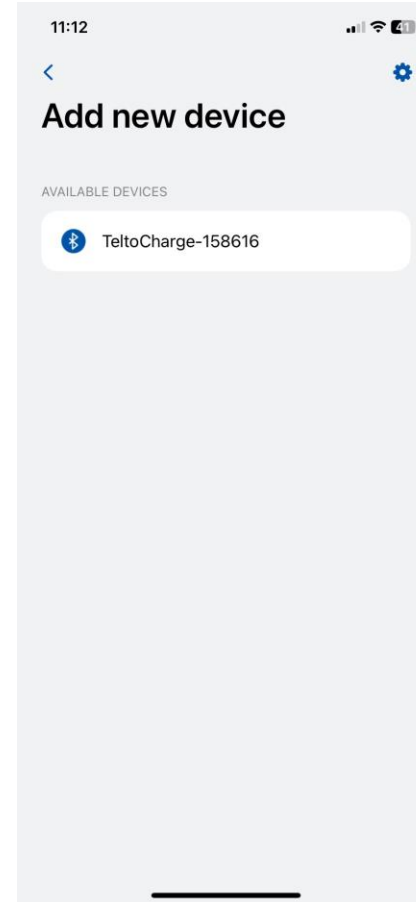 11:12
41
Add new device
AVAILABLE DEVICES
TeltoCharge-158616